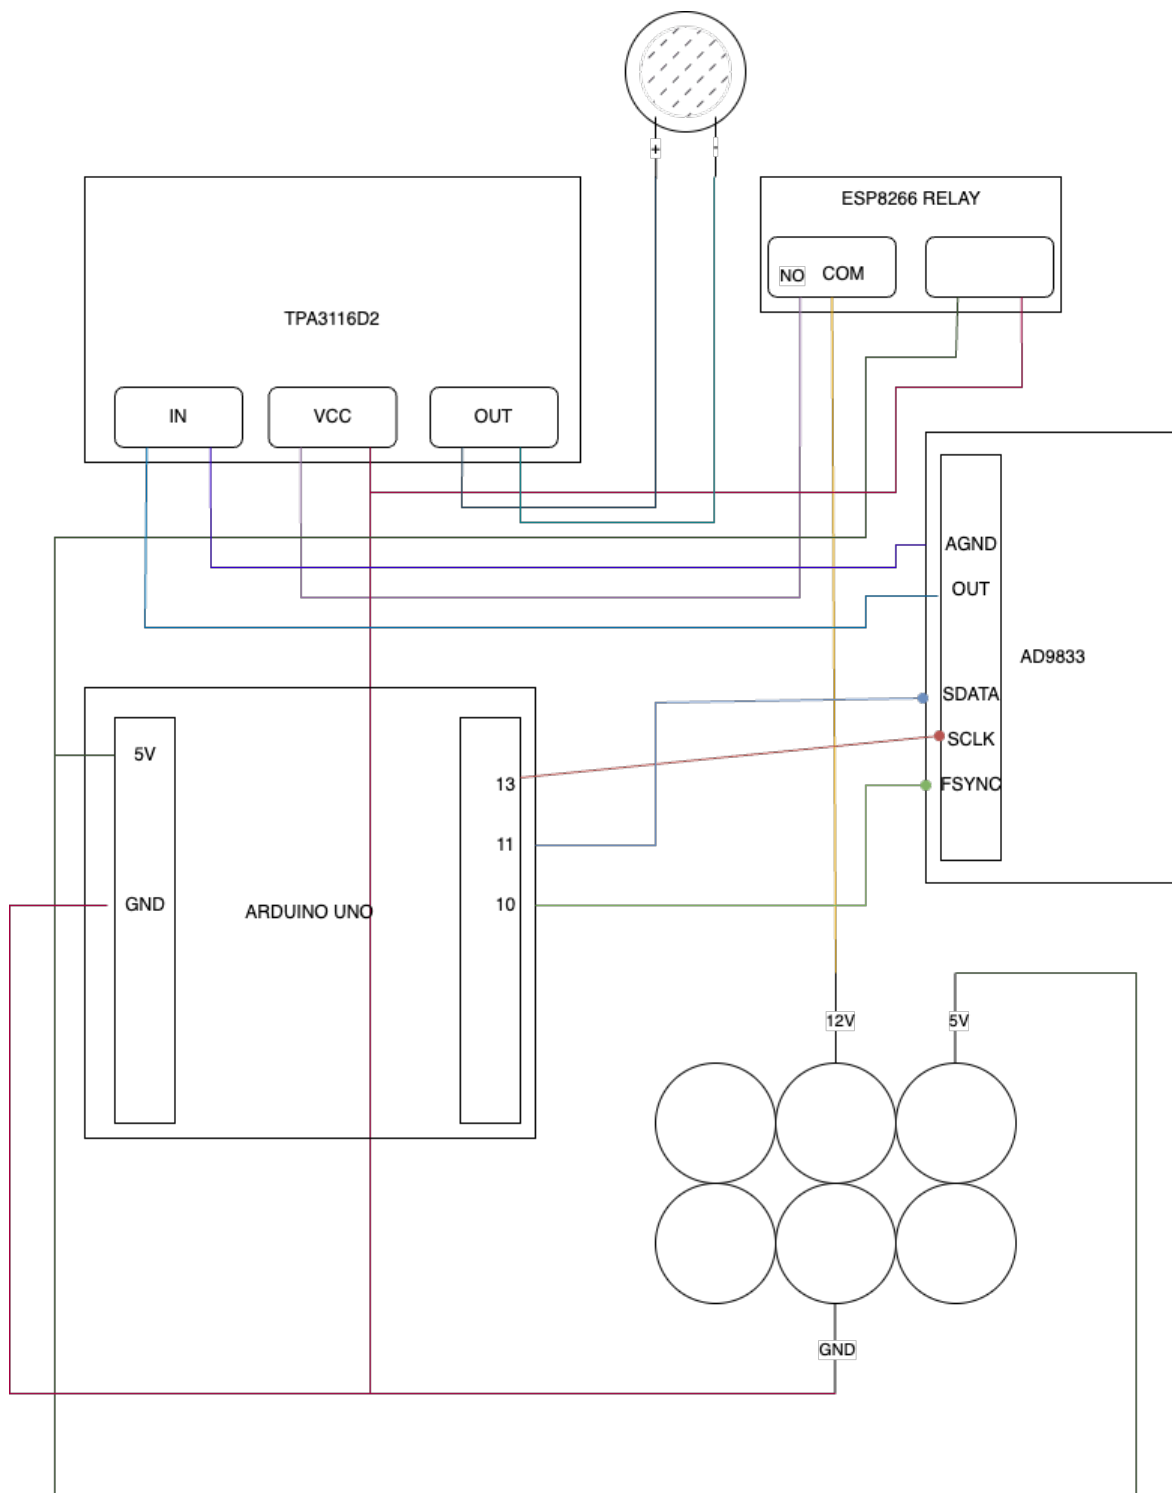 +
-
ESP8266 RELAY
NO
COM
TPA3116D2
IN
VCC
OUT
AGND
OUT
AD9833
SDATA
SCLK
FSYNC
5V
13
11
GND
ARDUINO UNO
10
12V
5V
GND